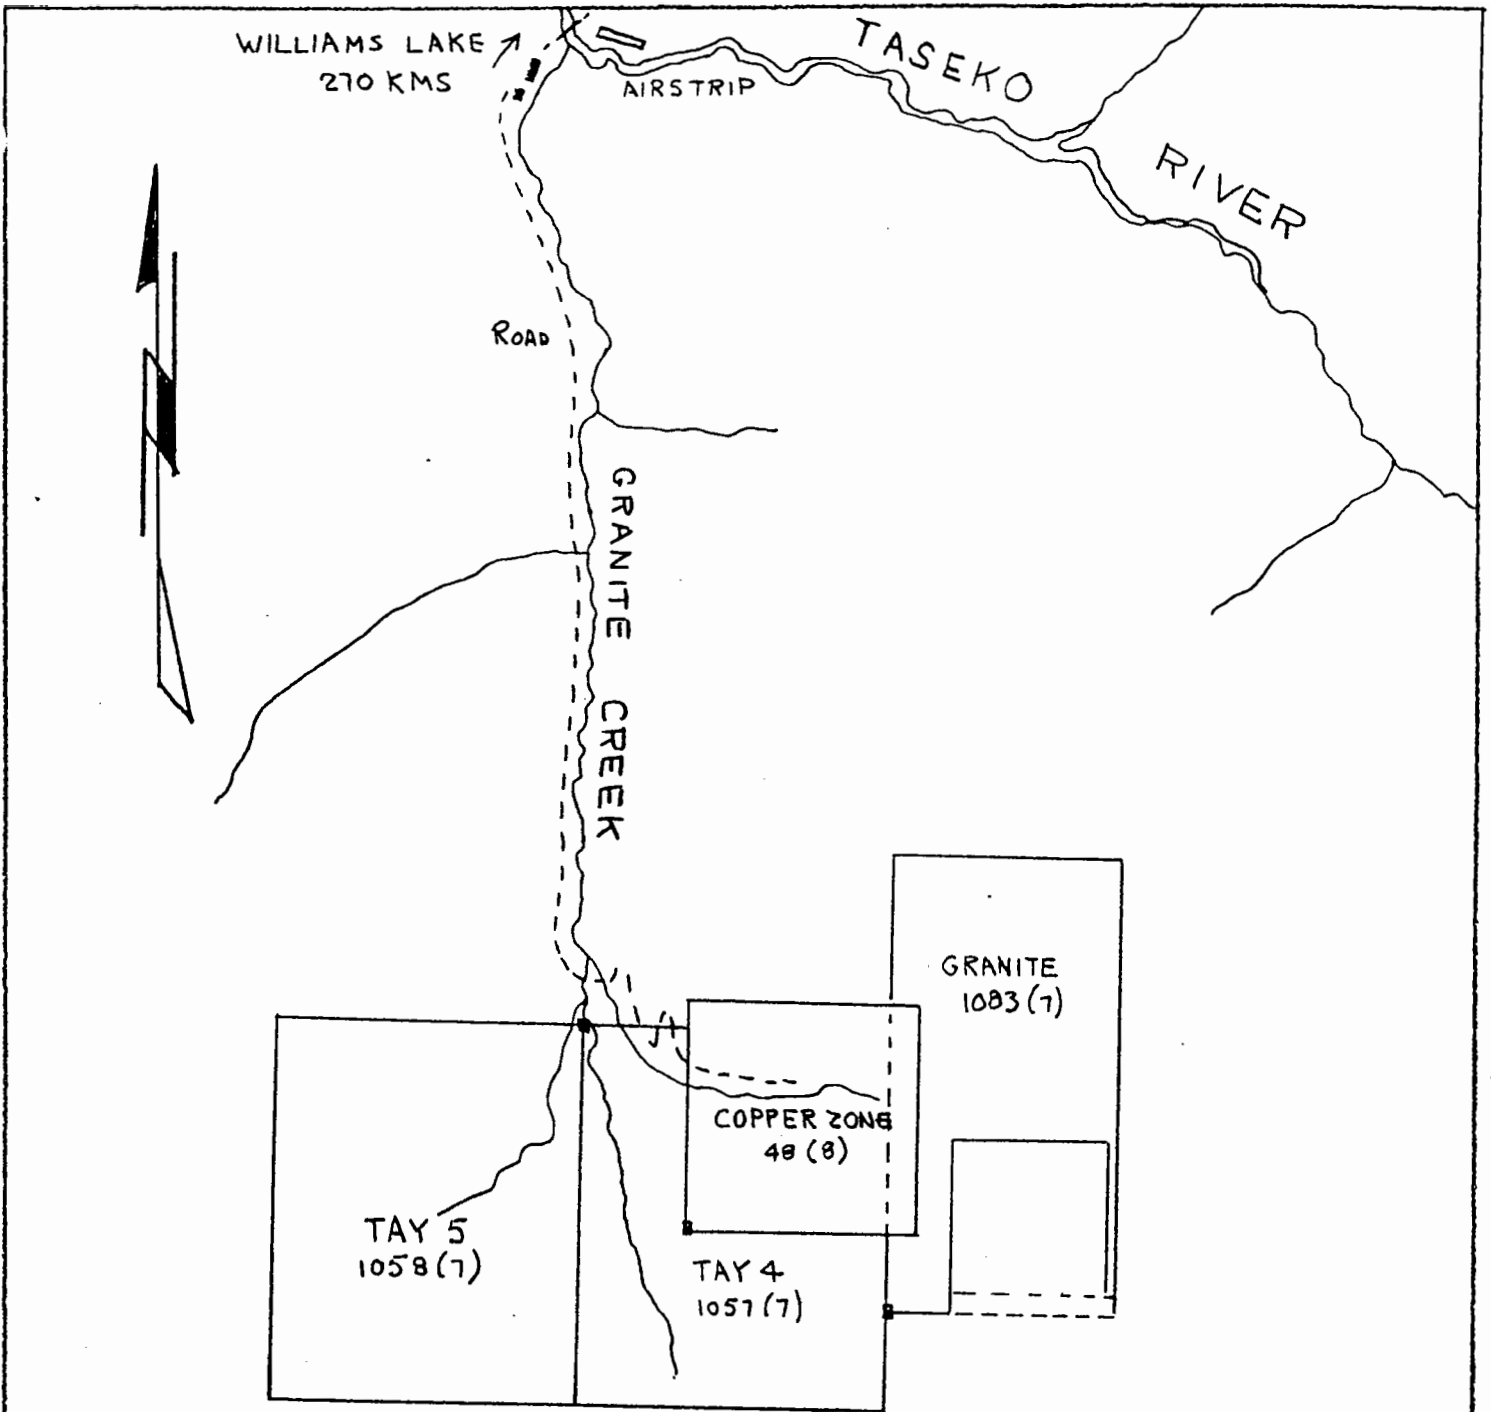 WILLIAMS LAKE
270 KMS
AIRSTRIP
TASEKO
RIVER
ROAD
GRANITE
CREEK
GRANITE
1083(7)
COPPER ZONE
48(8)
TAY 5
1058(7)
TAY 4
1057(7)
N